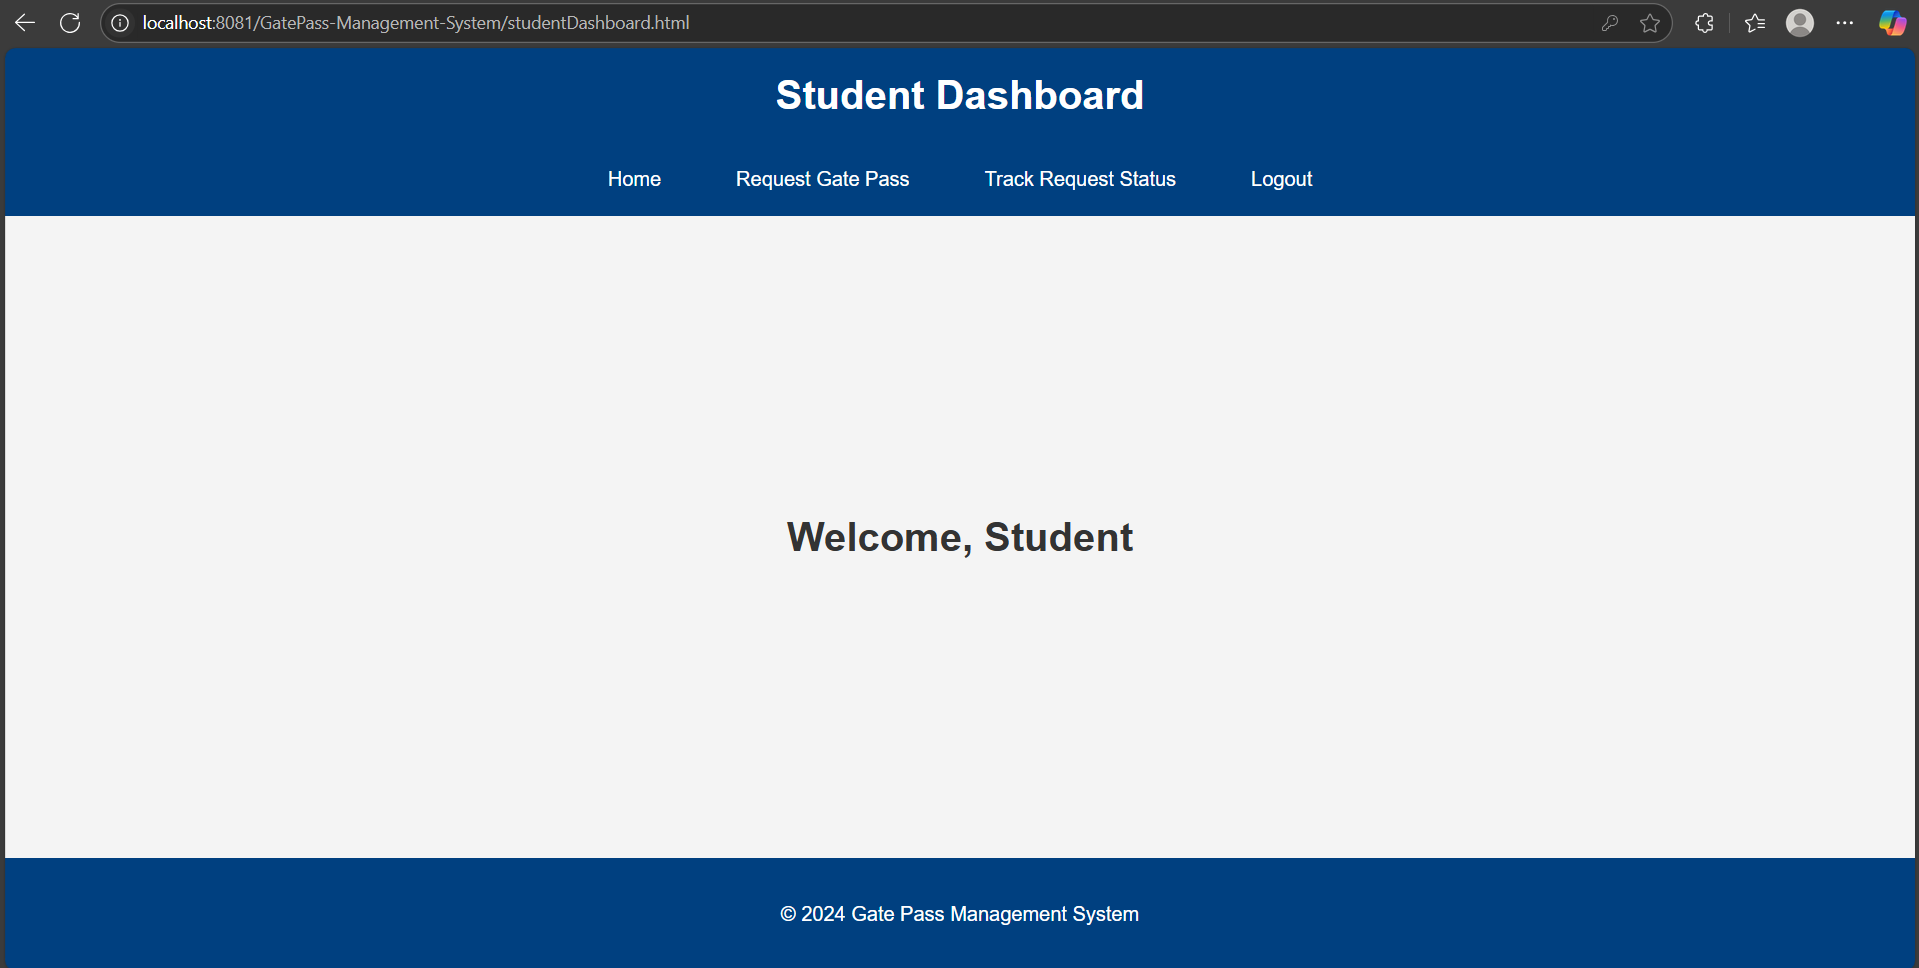 localhost:8081/GatePass-Management-System/studentDashboard.html
Student Dashboard
Home Request Gate Pass Track Request Status Logout
Welcome, Student
© 2024 Gate Pass Management System